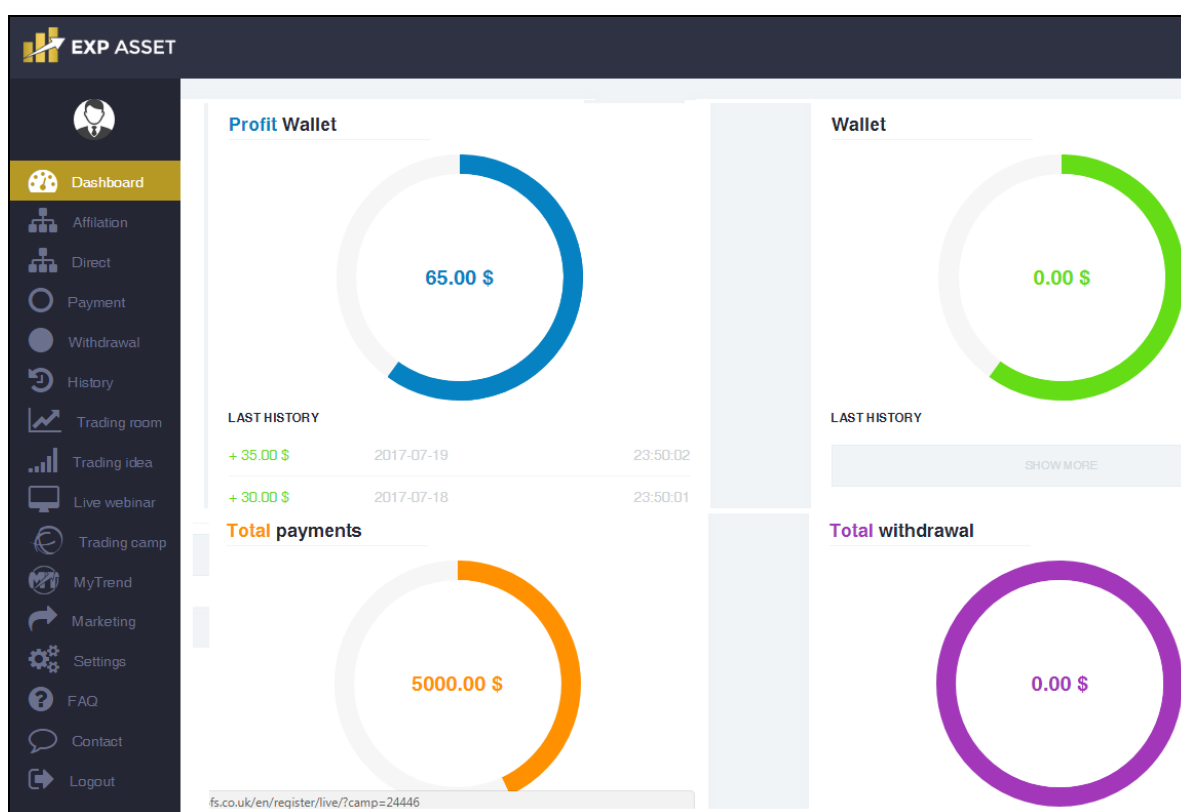 EXP ASSET
Dashboard
Affilation
Direct
Payment
Withdrawal
History
Trading room
Trading idea
Live webinar
Trading camp
MyTrend
Marketing
Settings
FAQ
Contact
Logout
Profit Wallet
65.00 $
LAST HISTORY
+ 35.00 $ 2017-07-19 23:50:02
+ 30.00 $ 2017-07-18 23:50:01
Wallet
0.00 $
LAST HISTORY
SHOW MORE
Total payments
5000.00 $
Total withdrawal
0.00 $
fs.co.uk/en/register/live/?camp=24446